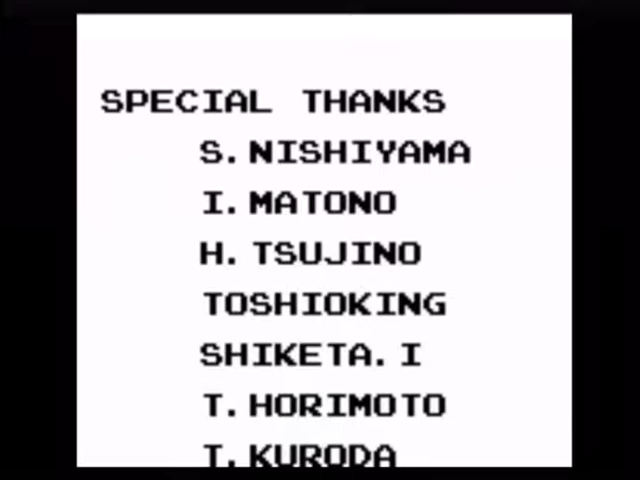 SPECIAL THANKS
S. NISHIYAMA
I. MATONO
H. TSUJINO
TOSHIOKING
SHIKETA. I
T. HORIMOTO
T. KURODA